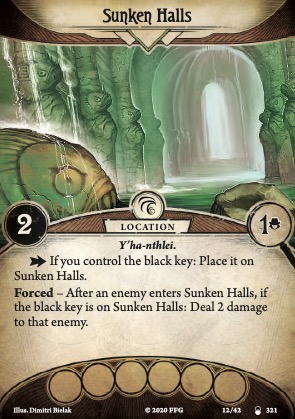 Sunken Halls
2
1
LOCATION
Y'ha-nthlei.
If you control the black key: Place it on
Sunken Halls.
Forced – After an enemy enters Sunken Halls, if
the black key is on Sunken Halls: Deal 2 damage
to that enemy.
Illus. Dimitri Bielak
© 2020 FFG
12/42
321